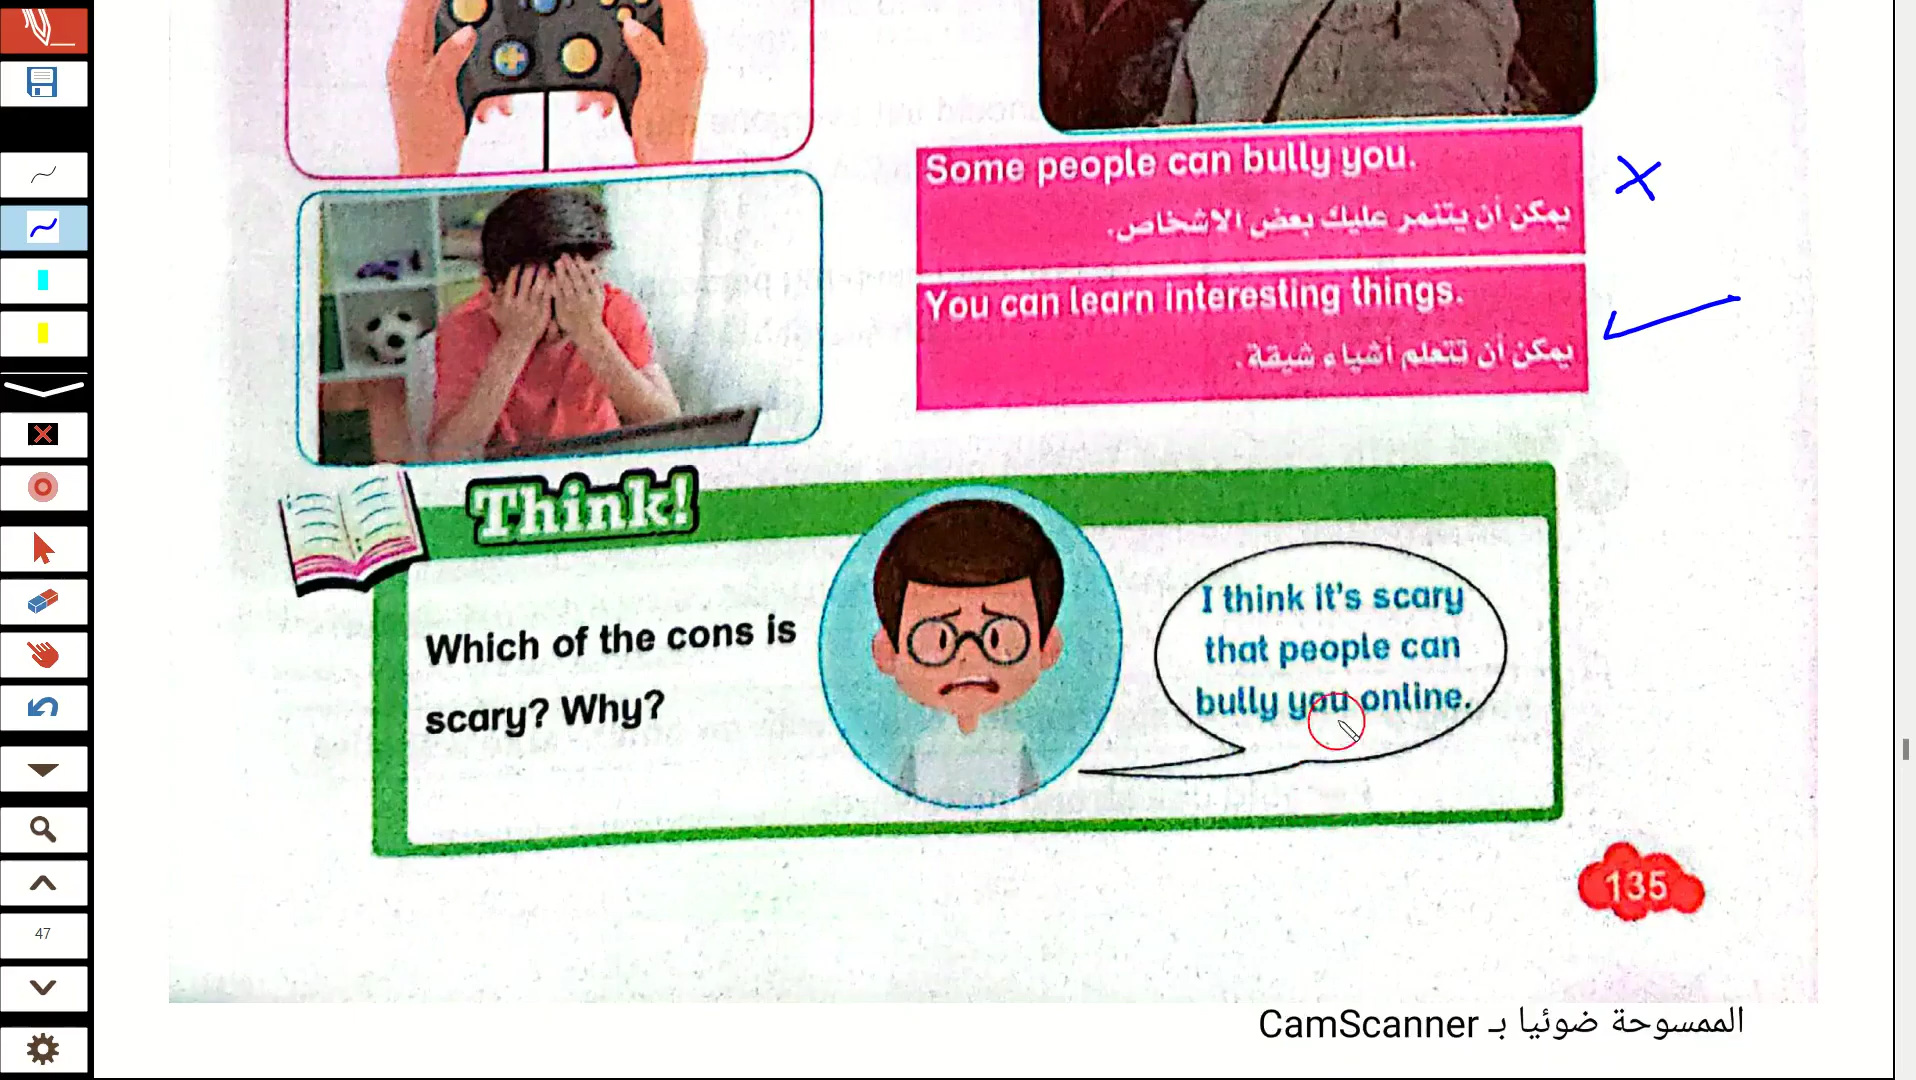 Some people can bully you.
يمكن أن يتنمر عليك بعض الاشخاص.
You can learn interesting things.
يمكن أن تتعلم أشياء شيقة.
Think!
Which of the cons is
scary? Why?
I think it's scary
that people can
bully you online.
135
47
الممسوحة ضوئيا بـ CamScanner